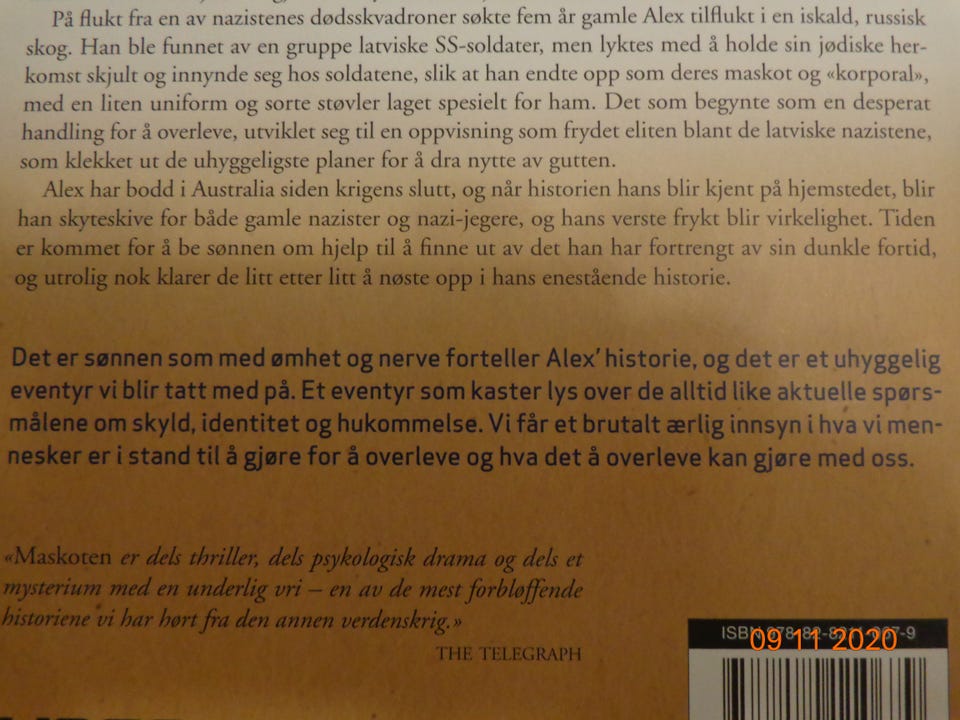 På flukt fra en av nazistenes dødsskvadroner søkte fem år gamle Alex tilflukt i en iskald, russisk
skog. Han ble funnet av en gruppe latviske SS-soldater, men lyktes med å holde sin jødiske her-
komst skjult og innynde seg hos soldatene, slik at han endte opp som deres maskot og «korporal»,
med en liten uniform og sorte støvler laget spesielt for ham. Det som begynte som en desperat
handling for å overleve, utviklet seg til en oppvisning som frydet eliten blant de latviske nazistene,
som klekket ut de uhyggeligste planer for å dra nytte av gutten.
Alex har bodd i Australia siden krigens slutt, og når historien hans blir kjent på hjemstedet, blir
han skyteskive for både gamle nazister og nazi-jegere, og hans verste frykt blir virkelighet. Tiden
er kommet for å be sønnen om hjelp til å finne ut av det han har fortrengt av sin dunkle fortid,
og utrolig nok klarer de litt etter litt å nøste opp i hans enestående historie.
Det er sønnen som med ømhet og nerve forteller Alex’ historie, og det er et uhyggelig
eventyr vi blir tatt med på. Et eventyr som kaster lys over de alltid like aktuelle spørs-
målene om skyld, identitet og hukommelse. Vi får et brutalt ærlig innsyn i hva vi men-
nesker er i stand til å gjøre for å overleve og hva det å overleve kan gjøre med oss.
«Maskoten er dels thriller, dels psykologisk drama og dels et
mysterium med en underlig vri – en av de mest forbløffende
historiene vi har hørt fra den annen verdenskrig.»
THE TELEGRAPH
ISBN
09 11 2020